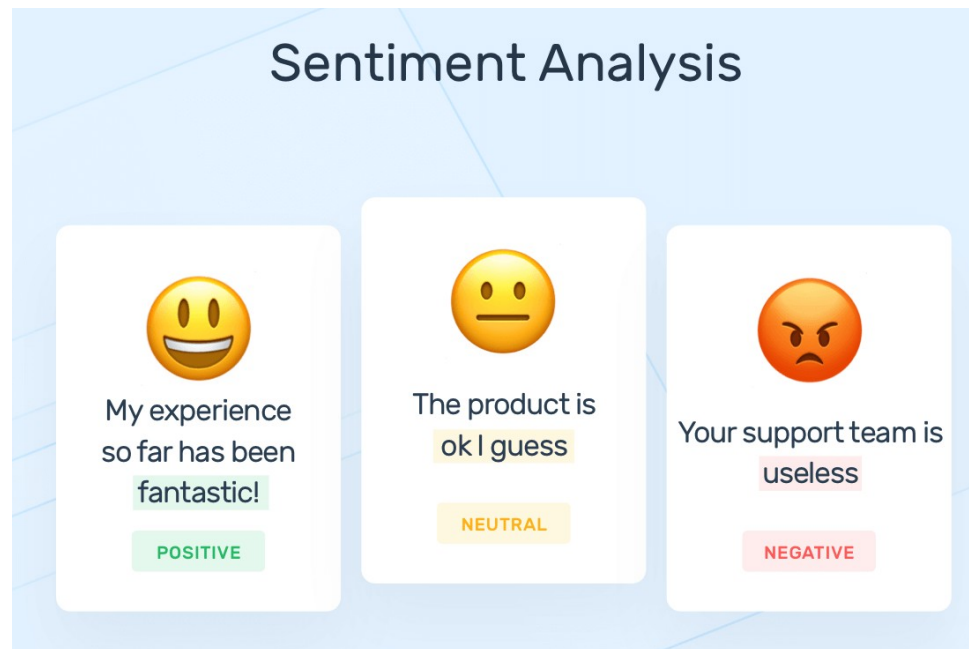 Sentiment Analysis
My experience
so far has been
fantastic!
POSITIVE
The product is
ok I guess
NEUTRAL
Your support team is
useless
NEGATIVE